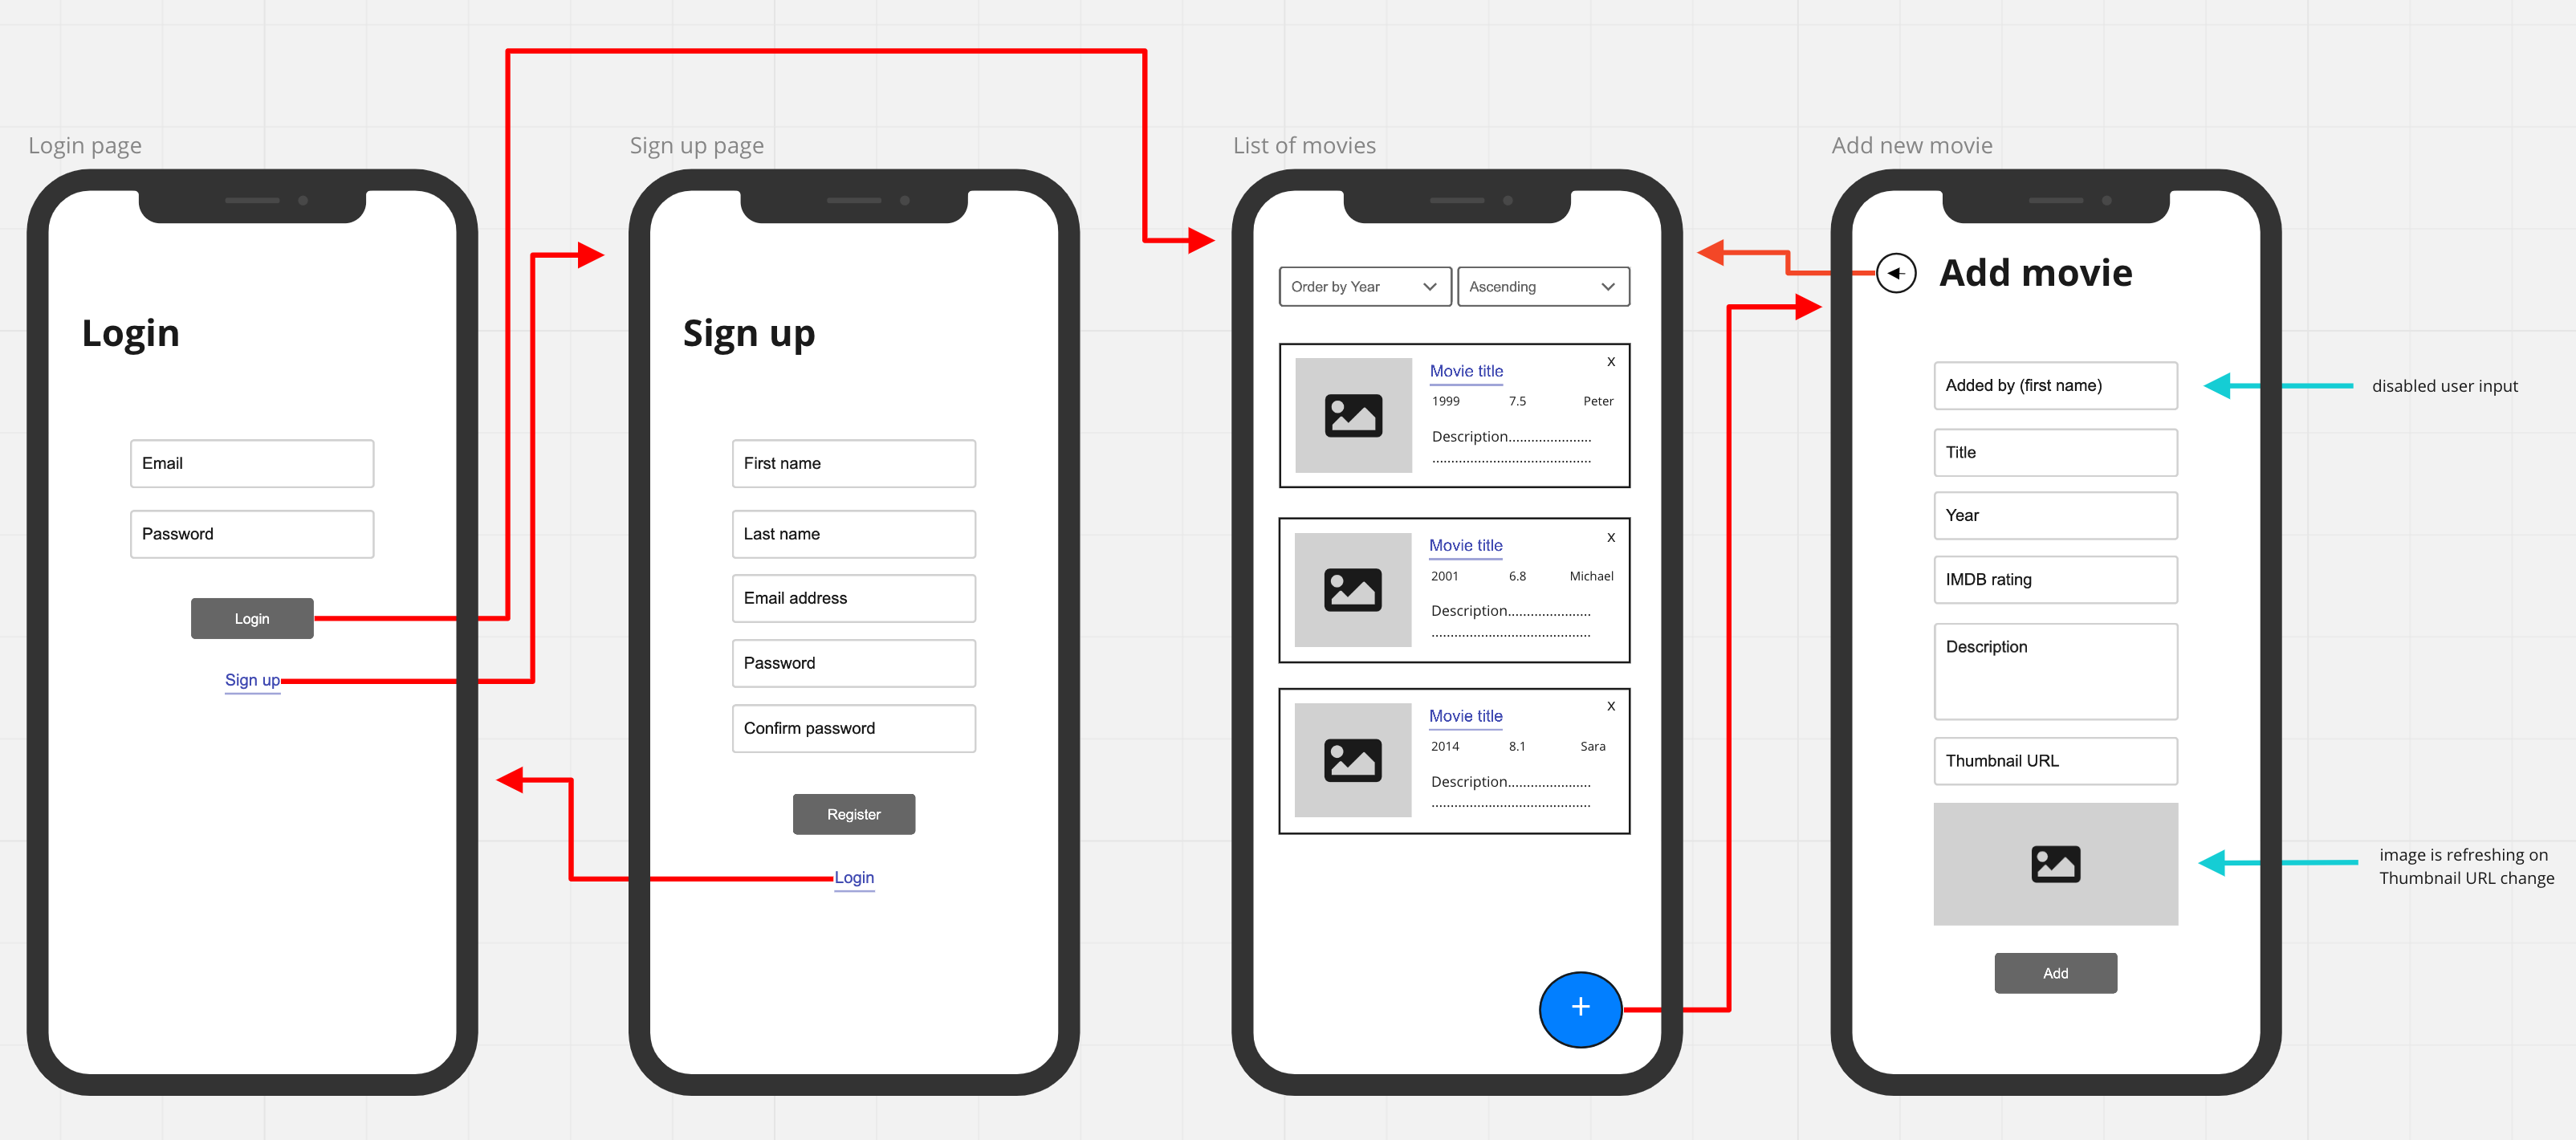 Login page
Login
Email
Password
Login
Sign up
Sign up page
Sign up
First name
Last name
Email address
Password
Confirm password
Register
Login
List of movies
Order by Year
Ascending
Movie title
x
1999 7.5 Peter
Description......................
..........................................
Movie title
x
2001 6.8 Michael
Description......................
..........................................
Movie title
x
2014 8.1 Sara
Description......................
..........................................
+
Add new movie
Add movie
Added by (first name)
disabled user input
Title
Year
IMDB rating
Description
Thumbnail URL
image is refreshing on
Thumbnail URL change
Add